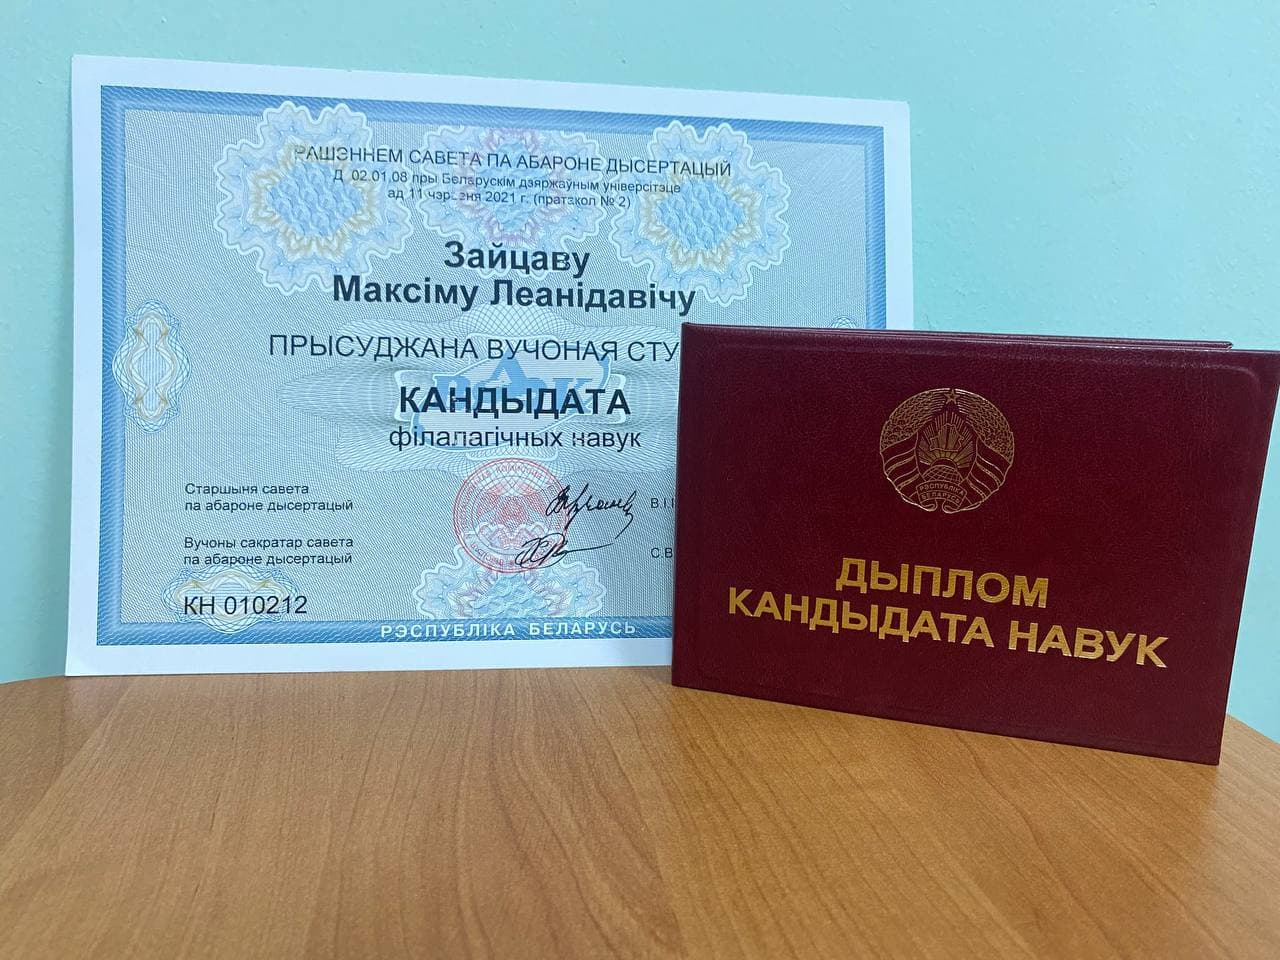 РАШЭННЕМ САВЕТА ПА АБАРОНЕ ДЫСЕРТАЦЫЙ
Д 02.01.08 пры Беларускім дзяржаўным універсітэце
ад 11 чэрвеня 2021 г. (пратакол № 2)
Зайцаву
Максіму Леанідавічу
ПРЫСУДЖАНА ВУЧОНАЯ СТУ
КАНДЫДАТА
філалагічных навук
Старшыня савета
па абароне дысертацый
В.І.
Вучоны сакратар савета
па абароне дысертацый
С.В
КН 010212
РЭСПУБЛІКА БЕЛАРУСЬ
РЭСПУБЛІКА
БЕЛАРУСЬ
ДЫПЛОМ
КАНДЫДАТА НАВУК